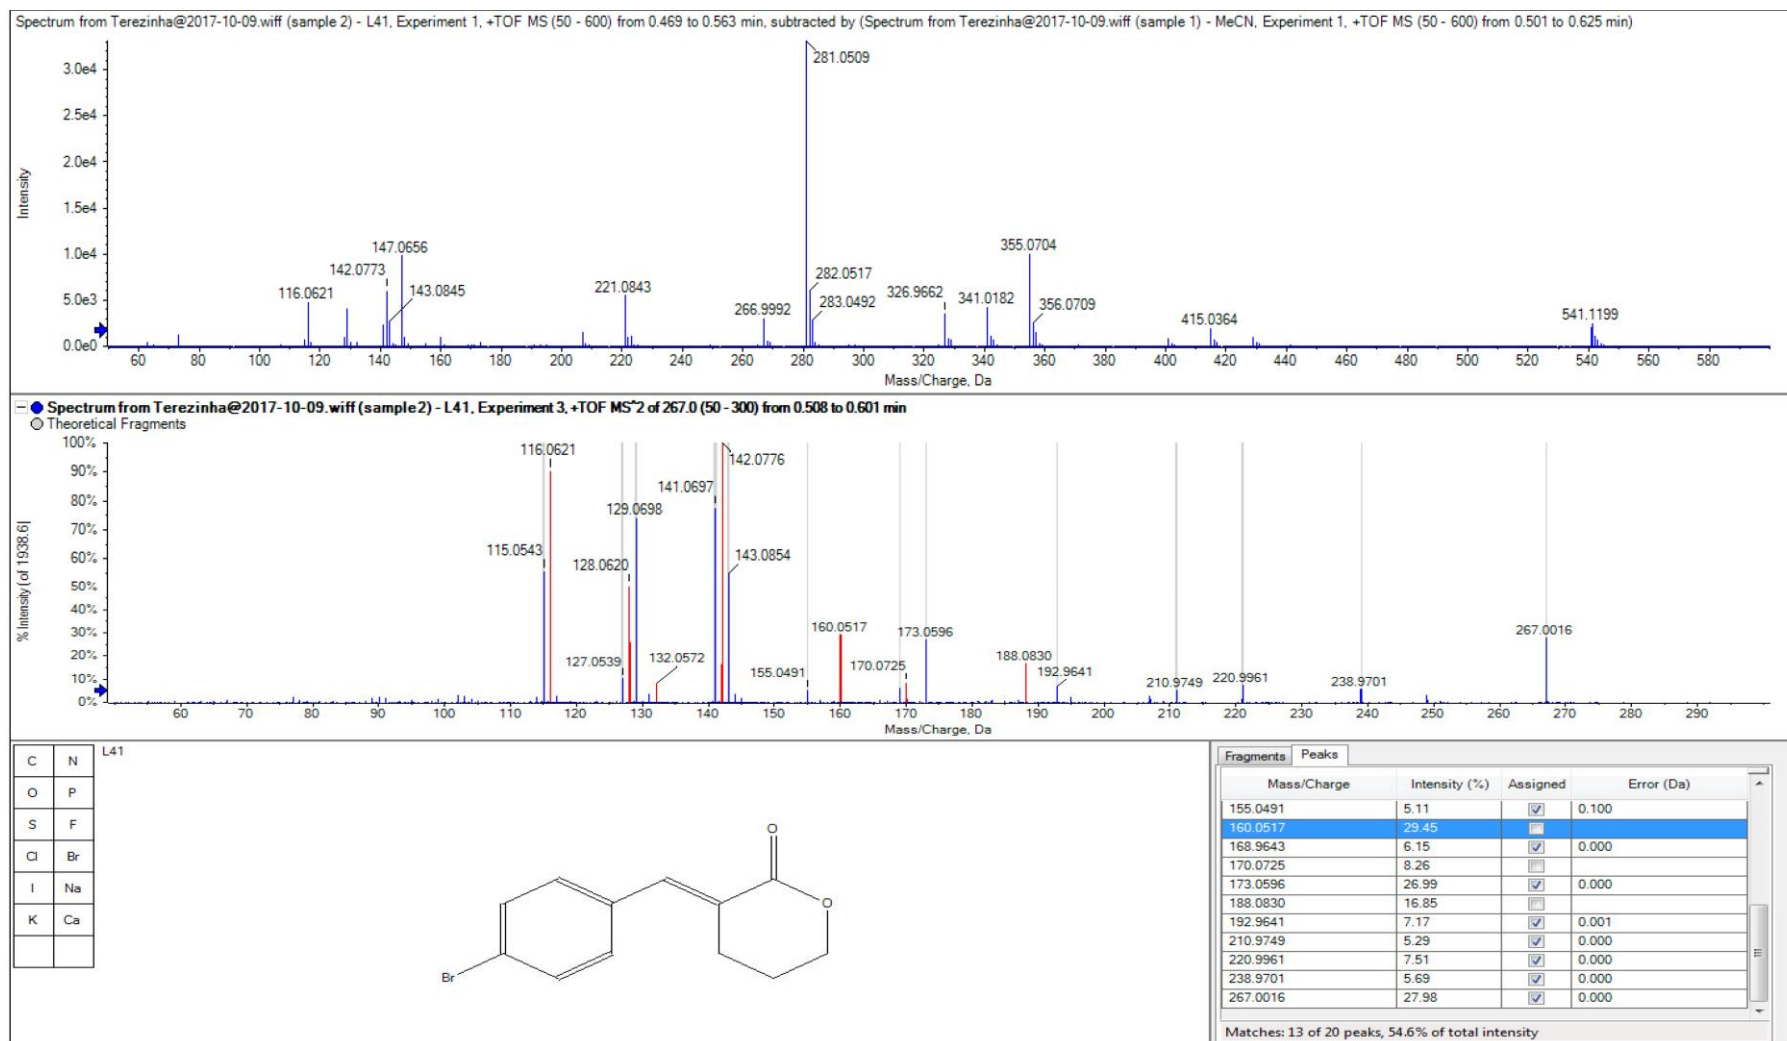 Spectrum from Terezinha@2017-10-09.wiff (sample 2) - L41, Experiment 1, +TOF MS (50 - 600) from 0.469 to 0.563 min, subtracted by (Spectrum from Terezinha@2017-10-09.wiff (sample 1) - MeCN, Experiment 1, +TOF MS (50 - 600) from 0.501 to 0.625 min)
Intensity
3.0e4
2.5e4
2.0e4
1.5e4
1.0e4
5.0e3
0.0e0
281.0509
147.0656
142.0773
116.0621
143.0845
221.0843
266.9992
282.0517
283.0492
326.9662
341.0182
355.0704
356.0709
415.0364
541.1199
60 80 100 120 140 160 180 200 220 240 260 280 300 320 340 360 380 400 420 440 460 480 500 520 540 560 580
Mass/Charge, Da
Spectrum from Terezinha@2017-10-09.wiff (sample 2) - L41, Experiment 3, +TOF MS^2 of 267.0 (50 - 300) from 0.508 to 0.601 min
Theoretical Fragments
% Intensity (of 1938.6)
100%
90%
80%
70%
60%
50%
40%
30%
20%
10%
0%
116.0621
142.0776
141.0697
129.0698
115.0543
128.0620
143.0854
127.0539
132.0572
155.0491
160.0517
170.0725
173.0596
188.0830
192.9641
210.9749
220.9961
238.9701
267.0016
60 70 80 90 100 110 120 130 140 150 160 170 180 190 200 210 220 230 240 250 260 270 280 290
Mass/Charge, Da
C N
O P
S F
Cl Br
I Na
K Ca
L41
O
O
Br
Fragments Peaks
Mass/Charge Intensity (%) Assigned Error (Da)
155.0491 5.11 0.100
160.0517 29.45
168.9643 6.15 0.000
170.0725 8.26
173.0596 26.99 0.000
188.0830 16.85
192.9641 7.17 0.001
210.9749 5.29 0.000
220.9961 7.51 0.000
238.9701 5.69 0.000
267.0016 27.98 0.000
Matches: 13 of 20 peaks, 54.6% of total intensity